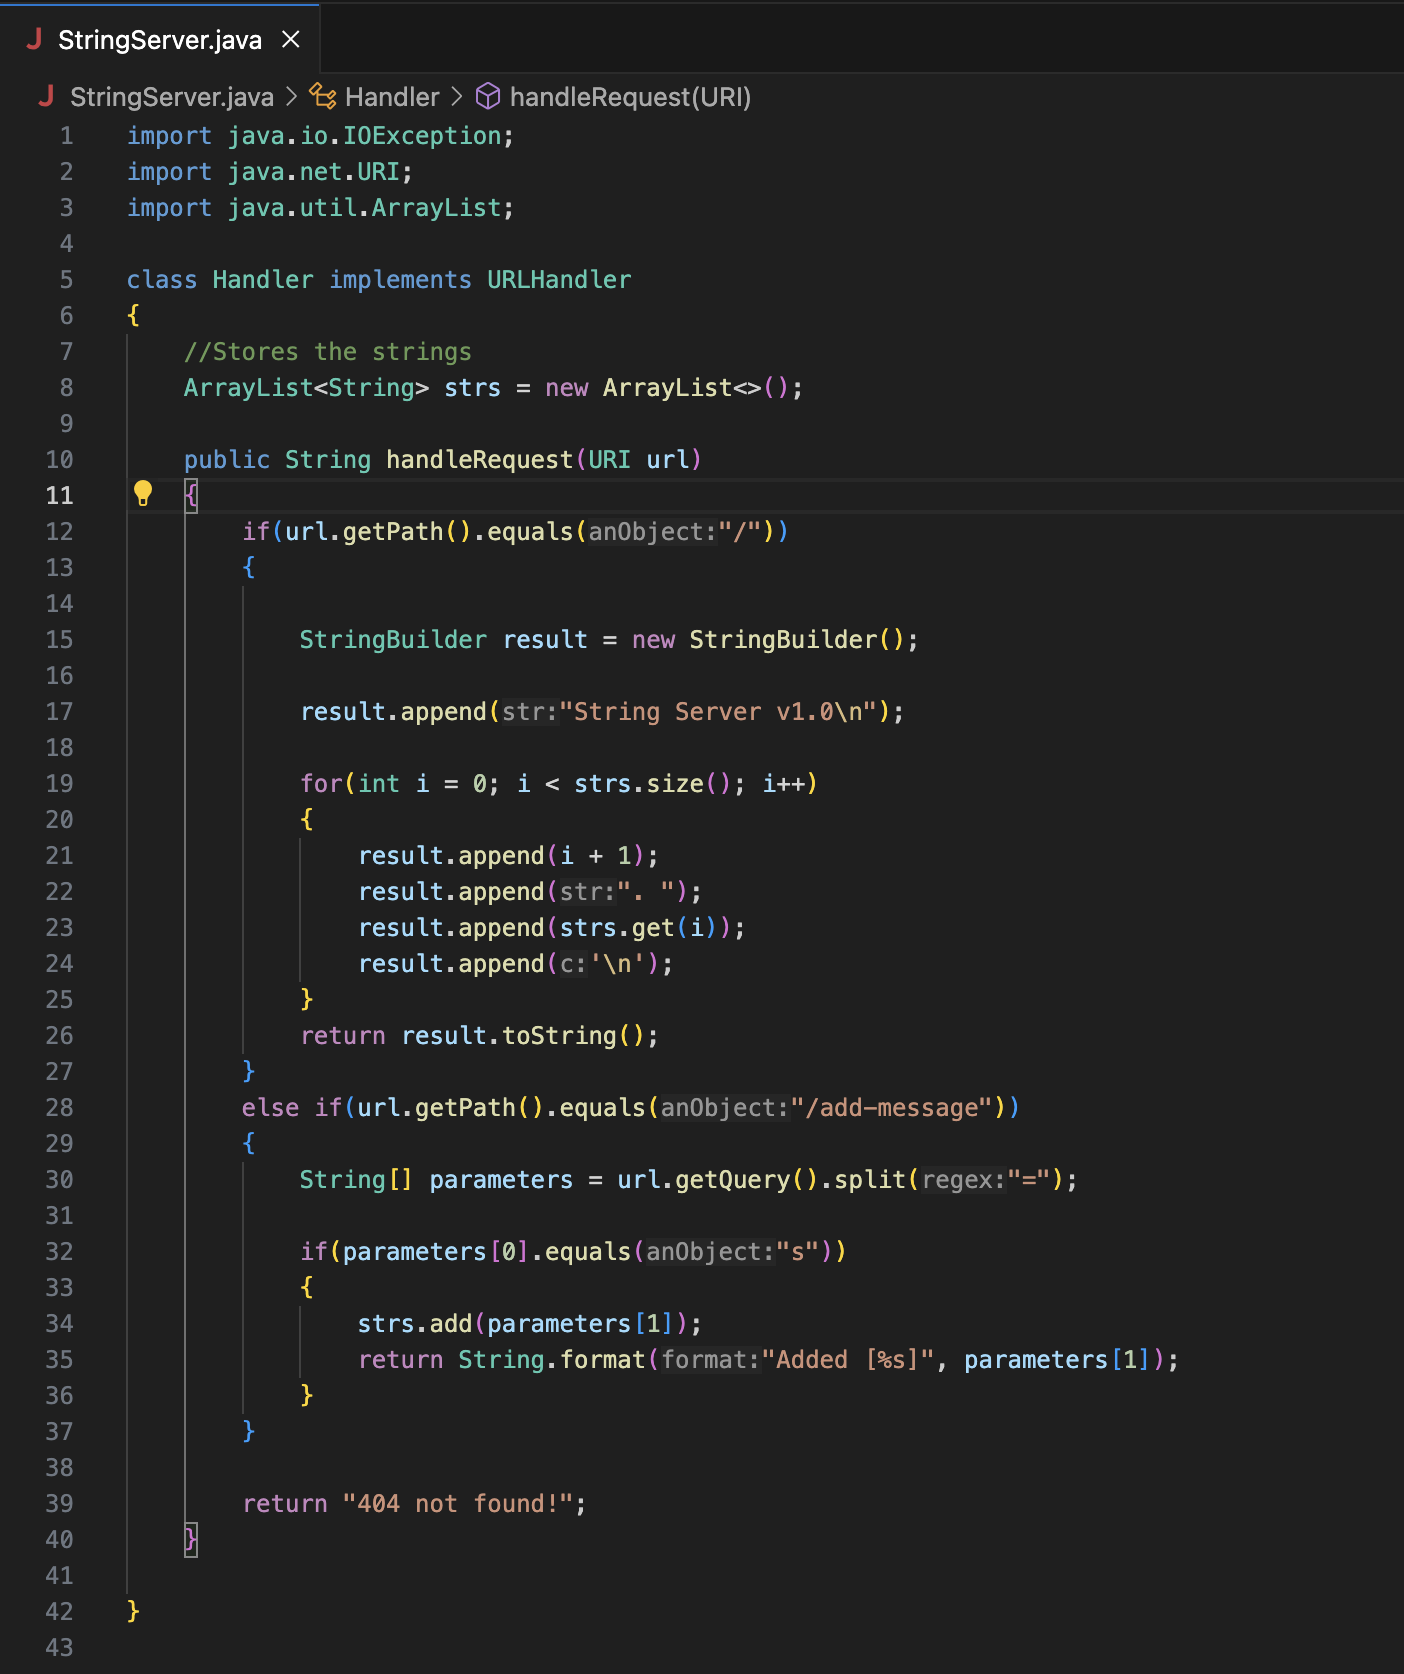 StringServer.java
StringServer.java > Handler > handleRequest(URI)
1 import java.io.IOException;
2 import java.net.URI;
3 import java.util.ArrayList;
4
5 class Handler implements URLHandler
6 {
7 //Stores the strings
8 ArrayList<String> strs = new ArrayList<>();
9
10 public String handleRequest(URI url)
11 {
12 if(url.getPath().equals(anObject:"/"))
13 {
14
15 StringBuilder result = new StringBuilder();
16
17 result.append(str:"String Server v1.0\n");
18
19 for(int i = 0; i < strs.size(); i++)
20 {
21 result.append(i + 1);
22 result.append(str:". ");
23 result.append(strs.get(i));
24 result.append(c:'\n');
25 }
26 return result.toString();
27 }
28 else if(url.getPath().equals(anObject:"/add-message"))
29 {
30 String[] parameters = url.getQuery().split(regex:"=");
31
32 if(parameters[0].equals(anObject:"s"))
33 {
34 strs.add(parameters[1]);
35 return String.format(format:"Added [%s]", parameters[1]);
36 }
37 }
38
39 return "404 not found!";
40 }
41
42 }
43